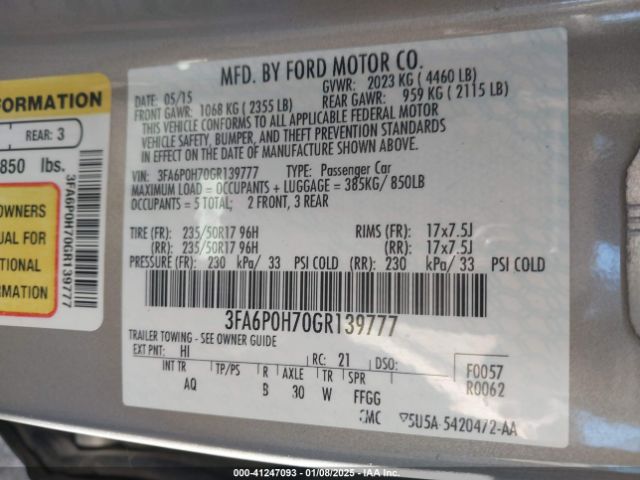 FORMATION
REAR: 3
850 lbs.
OWNERS
UAL FOR
TIONAL
RMATION
3FA6P0H70GR139777
MFD. BY FORD MOTOR CO.
DATE: 05/15
GVWR: 2023 KG ( 4460 LB)
FRONT GAWR: 1068 KG ( 2355 LB)
REAR GAWR: 959 KG ( 2115 LB)
THIS VEHICLE CONFORMS TO ALL APPLICABLE FEDERAL MOTOR
VEHICLE SAFETY, BUMPER, AND THEFT PREVENTION STANDARDS
IN EFFECT ON THE DATE OF MANUFACTURE SHOWN ABOVE.
VIN: 3FA6P0H70GR139777 TYPE: Passenger Car
MAXIMUM LOAD = OCCUPANTS + LUGGAGE = 385KG/ 850LB
OCCUPANTS = 5 TOTAL: 2 FRONT, 3 REAR
TIRE (FR): 235/50R17 96H RIMS (FR): 17x7.5J
(RR): 235/50R17 96H (RR): 17x7.5J
PRESSURE (FR): 230 kPa/ 33 PSI COLD (RR): 230 kPa/ 33 PSI COLD
3FA6P0H70GR139777
TRAILER TOWING - SEE OWNER GUIDE
EXT PNT: HI RC: 21 DSO: F0057
R0062
INT TR TP/PS R AXLE TR SPR
AQ B 30 W FFGG
5U5A-5420472-AA
000-41247093 - 01/08/2025 - IAAI.COM